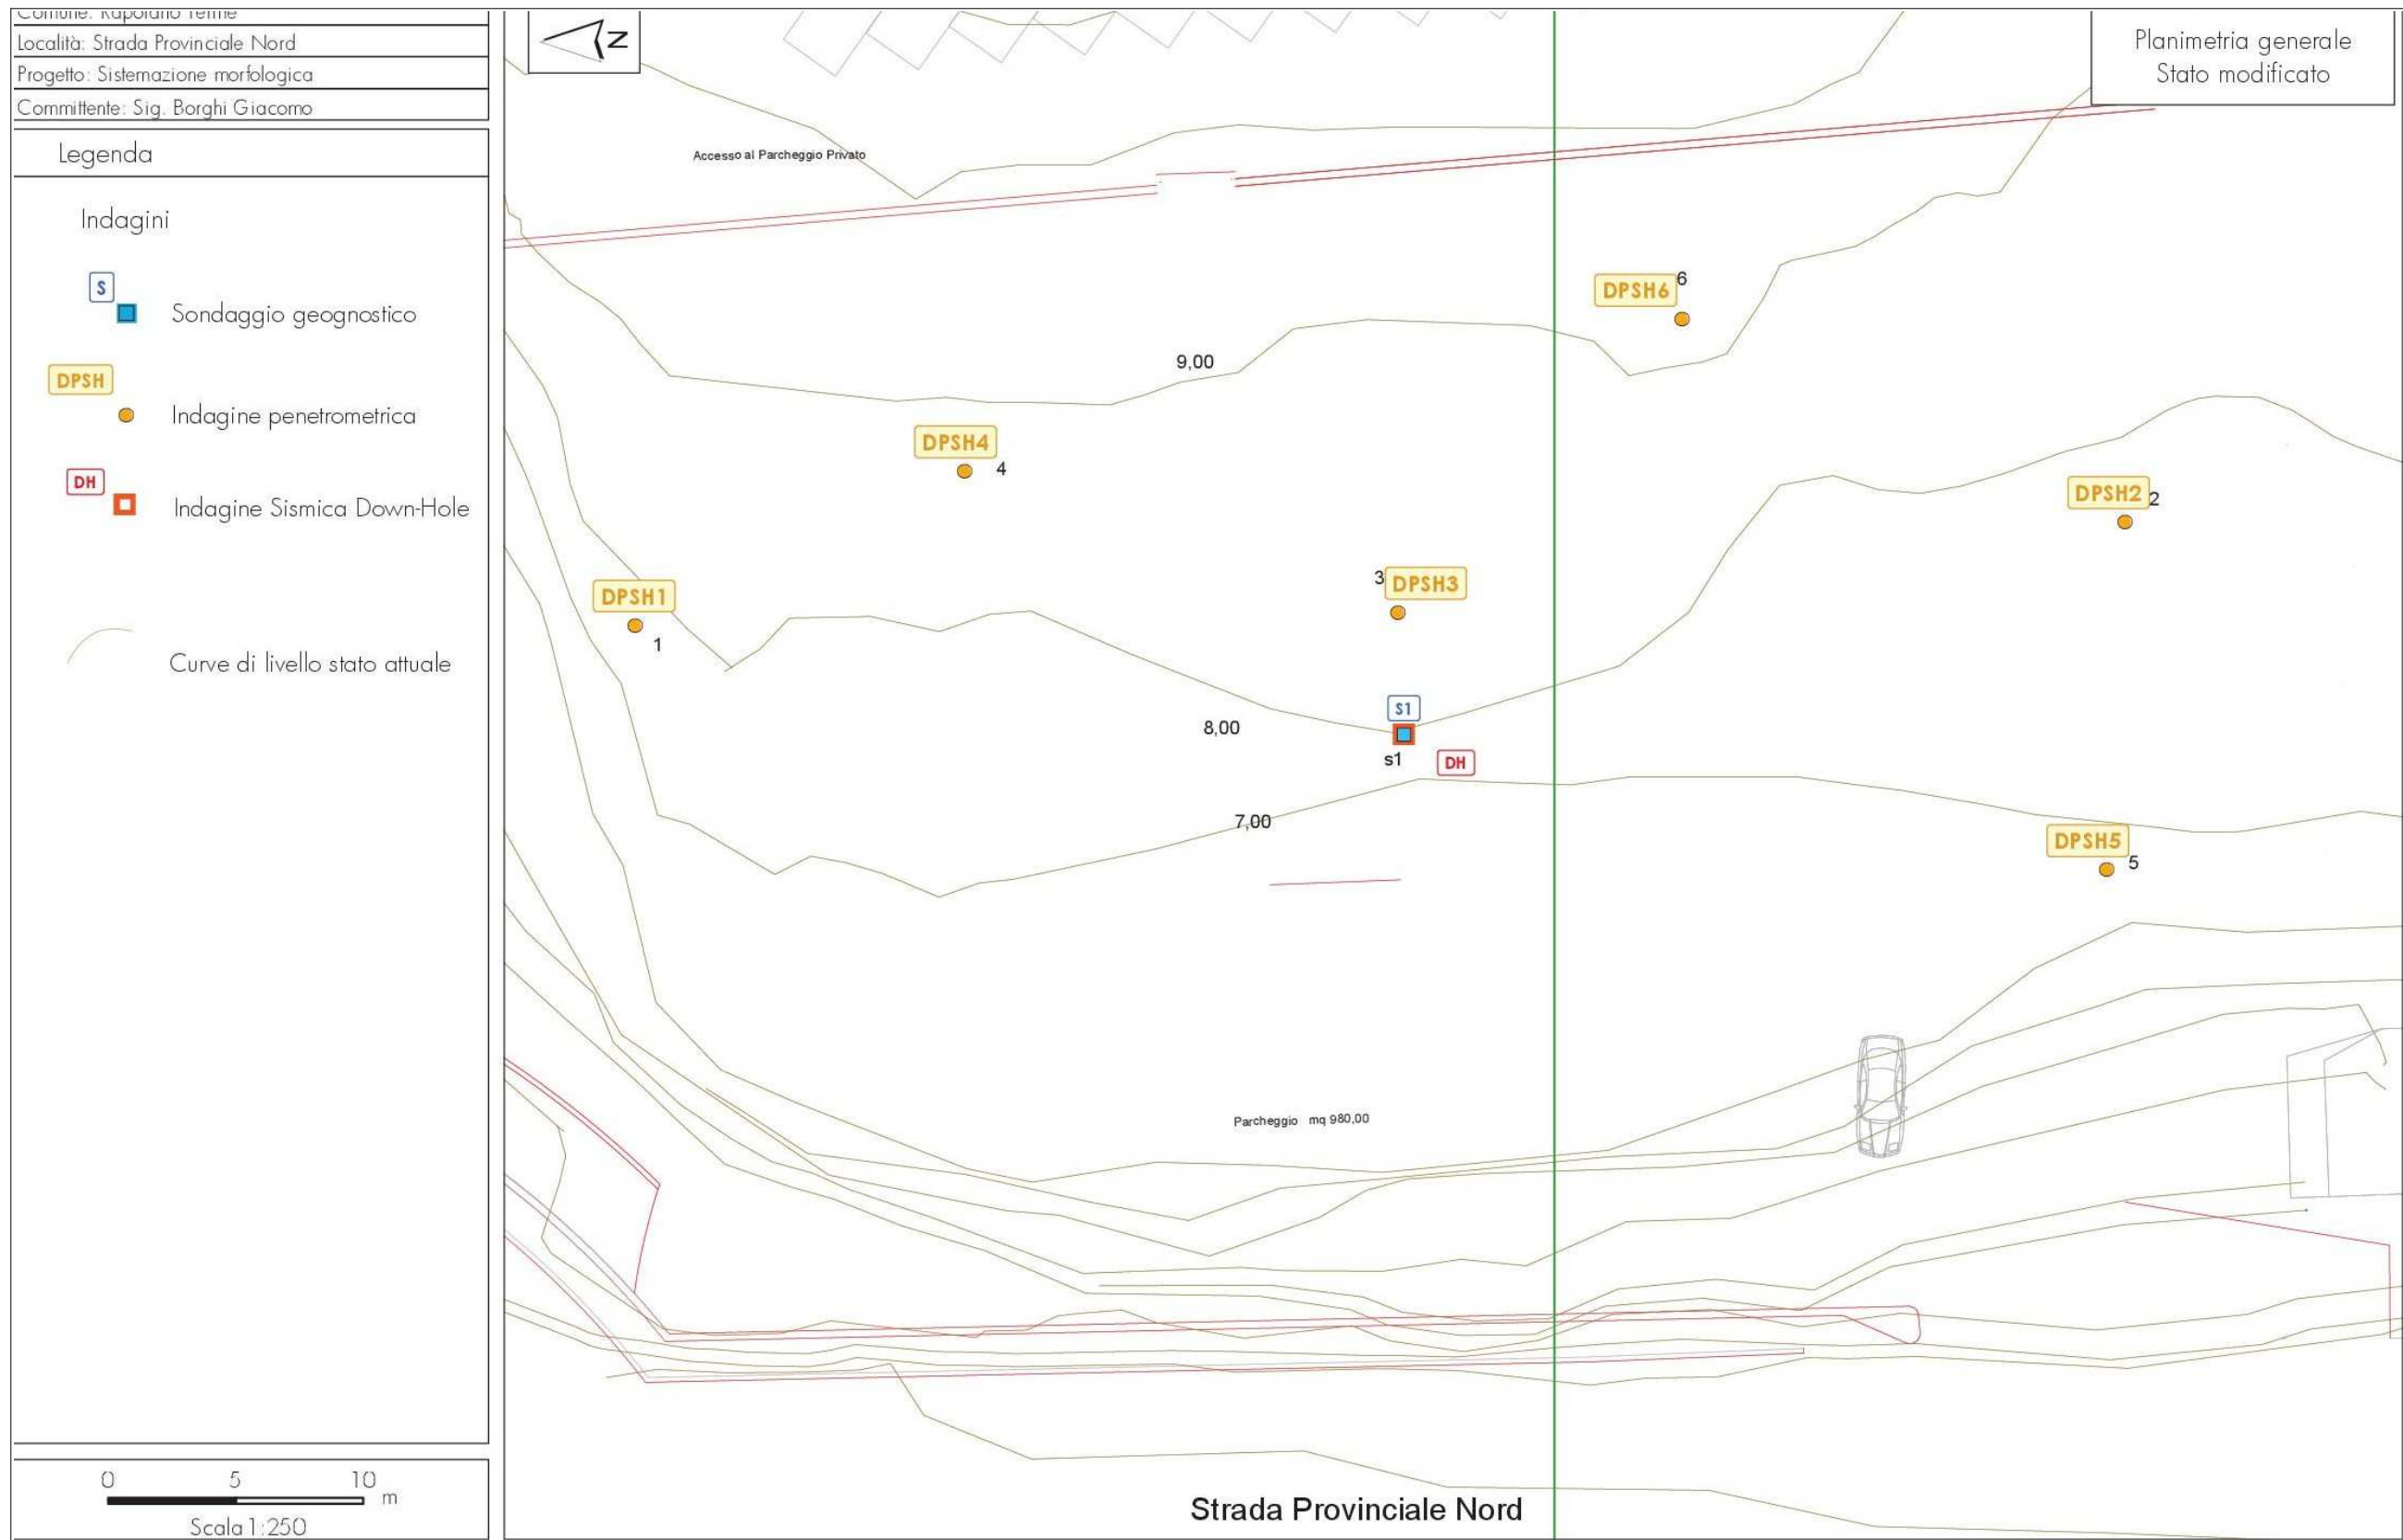 Comune: Rapolano Terme
Località: Strada Provinciale Nord
Progetto: Sistemazione morfologica
Committente: Sig. Borghi Giacomo
Legenda
Indagini
S
Sondaggio geognostico
DPSH
Indagine penetrometrica
DH
Indagine Sismica Down-Hole
Curve di livello stato attuale
0 5 10
m
Scala 1:250
N
Planimetria generale
Stato modificato
Accesso al Parcheggio Privato
DPSH6 6
9,00
DPSH4
4
DPSH2 2
3 DPSH3
DPSH1
1
S1
8,00
s1 DH
7,00
DPSH5
5
Parcheggio mq 980,00
Strada Provinciale Nord